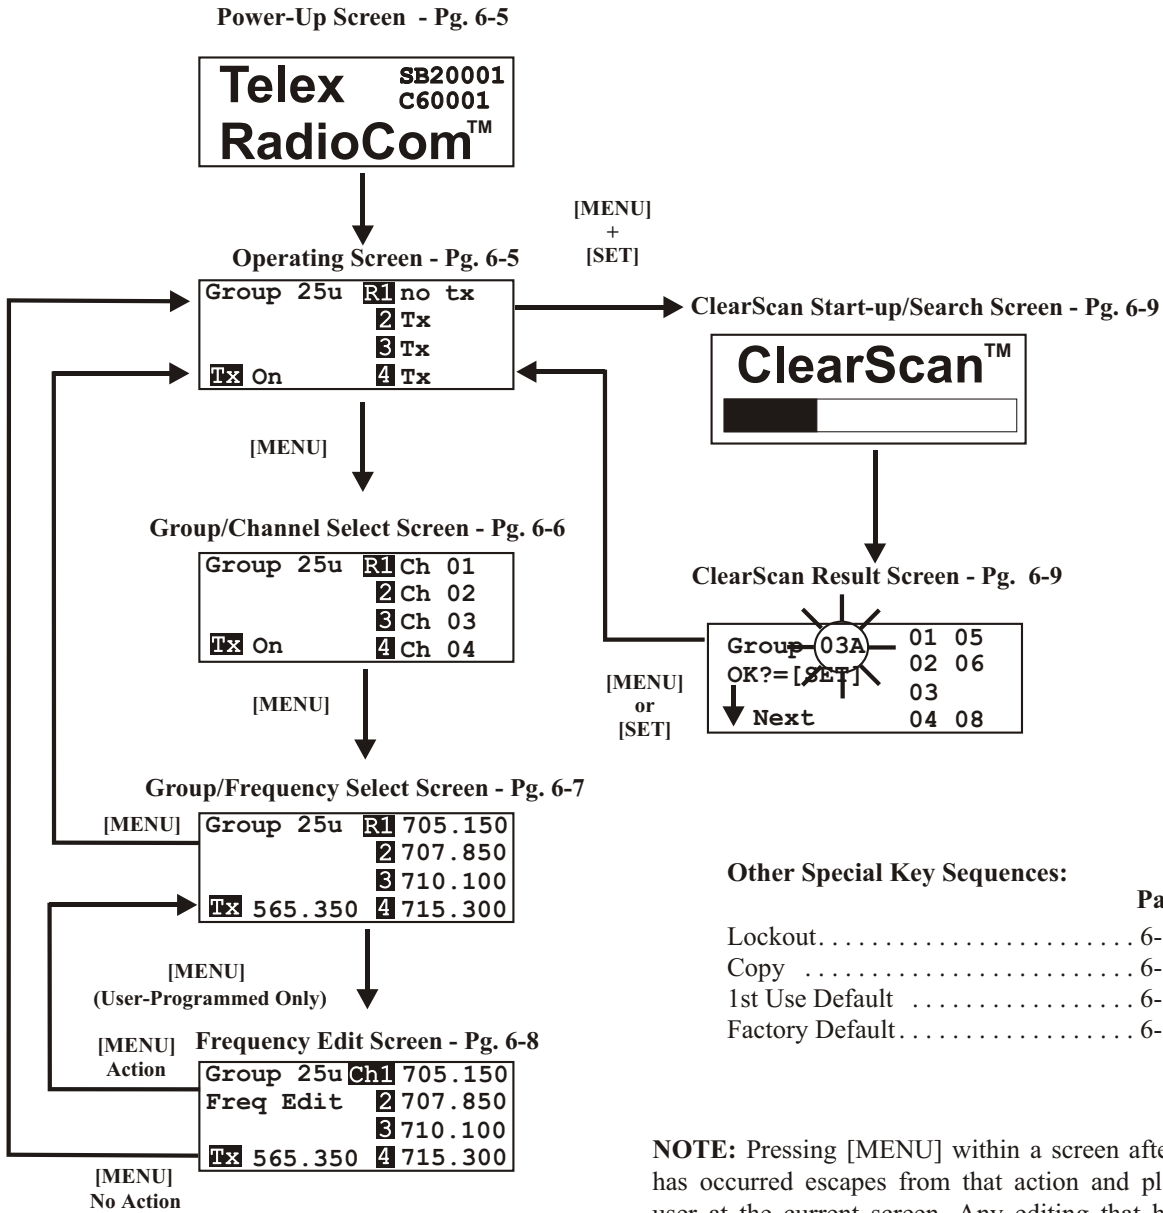 Power-Up Screen - Pg. 6-5
Telex SB20001
C60001
RadioCom™
[MENU]
+
[SET]
Operating Screen - Pg. 6-5
Group 25u R1 no tx
2 Tx
3 Tx
Tx On 4 Tx
ClearScan Start-up/Search Screen - Pg. 6-9
ClearScan™
[MENU]
Group/Channel Select Screen - Pg. 6-6
Group 25u R1 Ch 01
2 Ch 02
3 Ch 03
Tx On 4 Ch 04
ClearScan Result Screen - Pg. 6-9
Group 03A 01 05
OK?=[SET] 02 06
03
Next 04 08
[MENU]
or
[SET]
[MENU]
Group/Frequency Select Screen - Pg. 6-7
[MENU]
Group 25u R1 705.150
2 707.850
3 710.100
Tx 565.350 4 715.300
[MENU]
(User-Programmed Only)
[MENU]
Action
Frequency Edit Screen - Pg. 6-8
Group 25u Ch1 705.150
Freq Edit 2 707.850
3 710.100
Tx 565.350 4 715.300
[MENU]
No Action
Other Special Key Sequences:
Lockout. . . . . . . . . . . . . . . . . . . . . . . . 6-
Copy . . . . . . . . . . . . . . . . . . . . . . . . . 6-
1st Use Default . . . . . . . . . . . . . . . . . 6-
Factory Default . . . . . . . . . . . . . . . . . . 6-
NOTE: Pressing [MENU] within a screen
has occurred escapes from that action and
user at the current screen. Any editing that